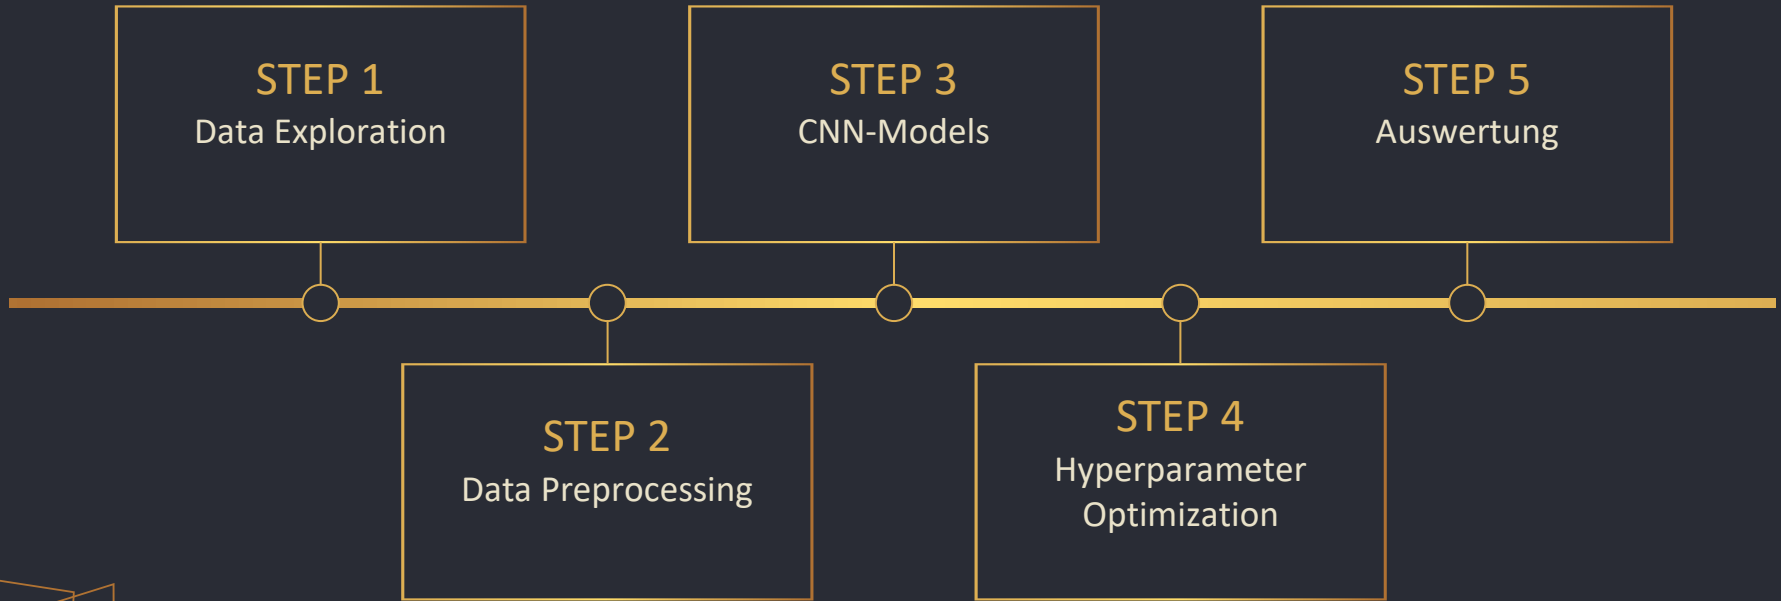 STEP 1
Data Exploration
STEP 2
Data Preprocessing
STEP 3
CNN-Models
STEP 4
Hyperparameter
Optimization
STEP 5
Auswertung